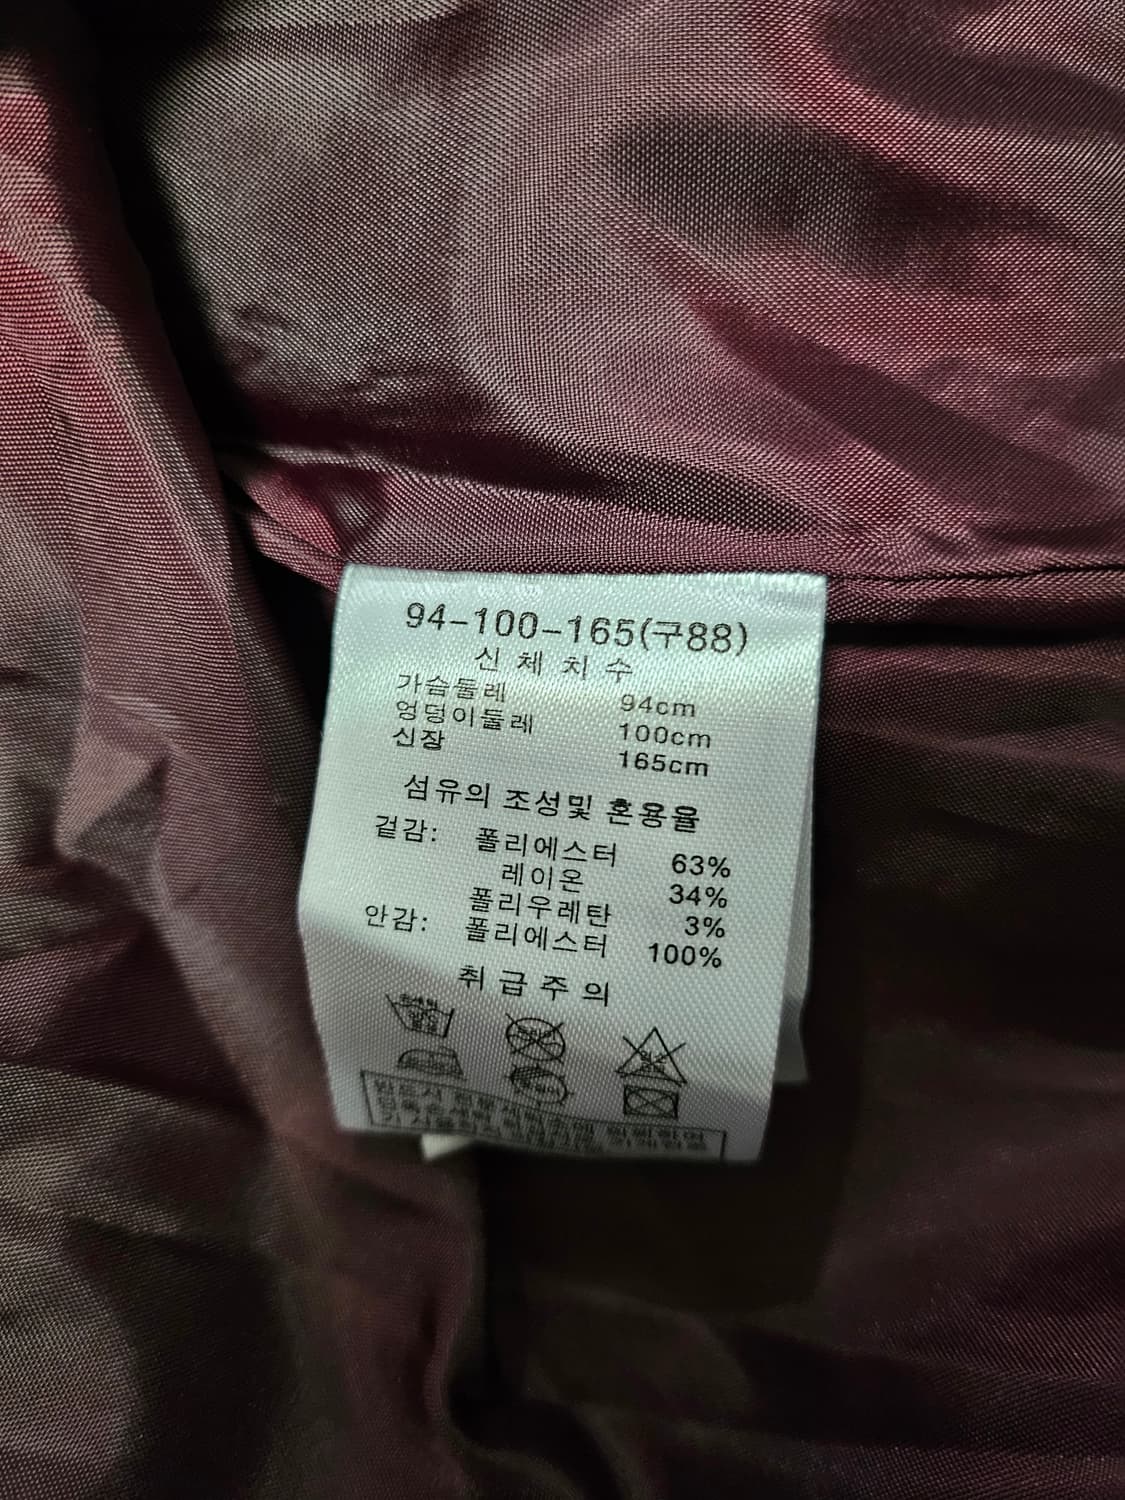 94-100-165(구88)
신체치수
가슴둘레 94cm
엉덩이둘레 100cm
신장 165cm
섬유의 조성및 혼용율
겉감: 폴리에스터 63%
레이온 34%
폴리우레탄 3%
안감: 폴리에스터 100%
취급주의